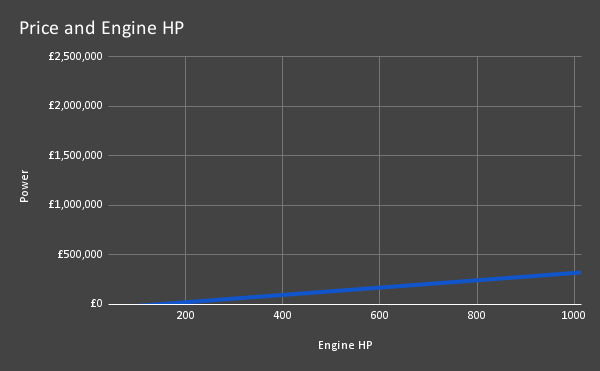 Price and Engine HP
£2,500,000
£2,000,000
£1,500,000
£1,000,000
£500,000
£0
Power
200 400 600 800 1000
Engine HP